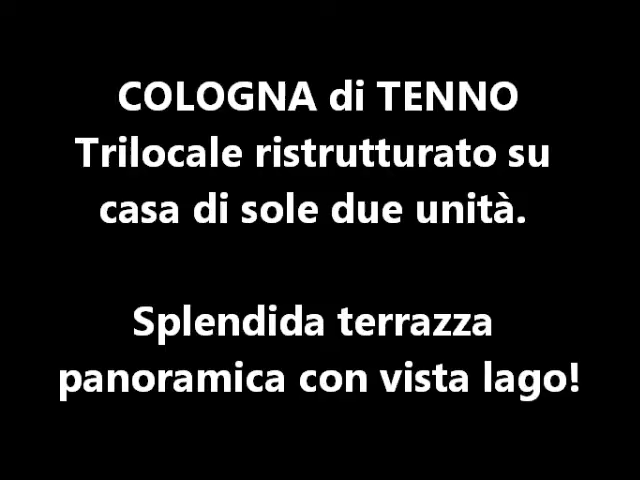 COLOGNA di TENNO
Trilocale ristrutturato su
casa di sole due unità.
Splendida terrazza
panoramica con vista lago!